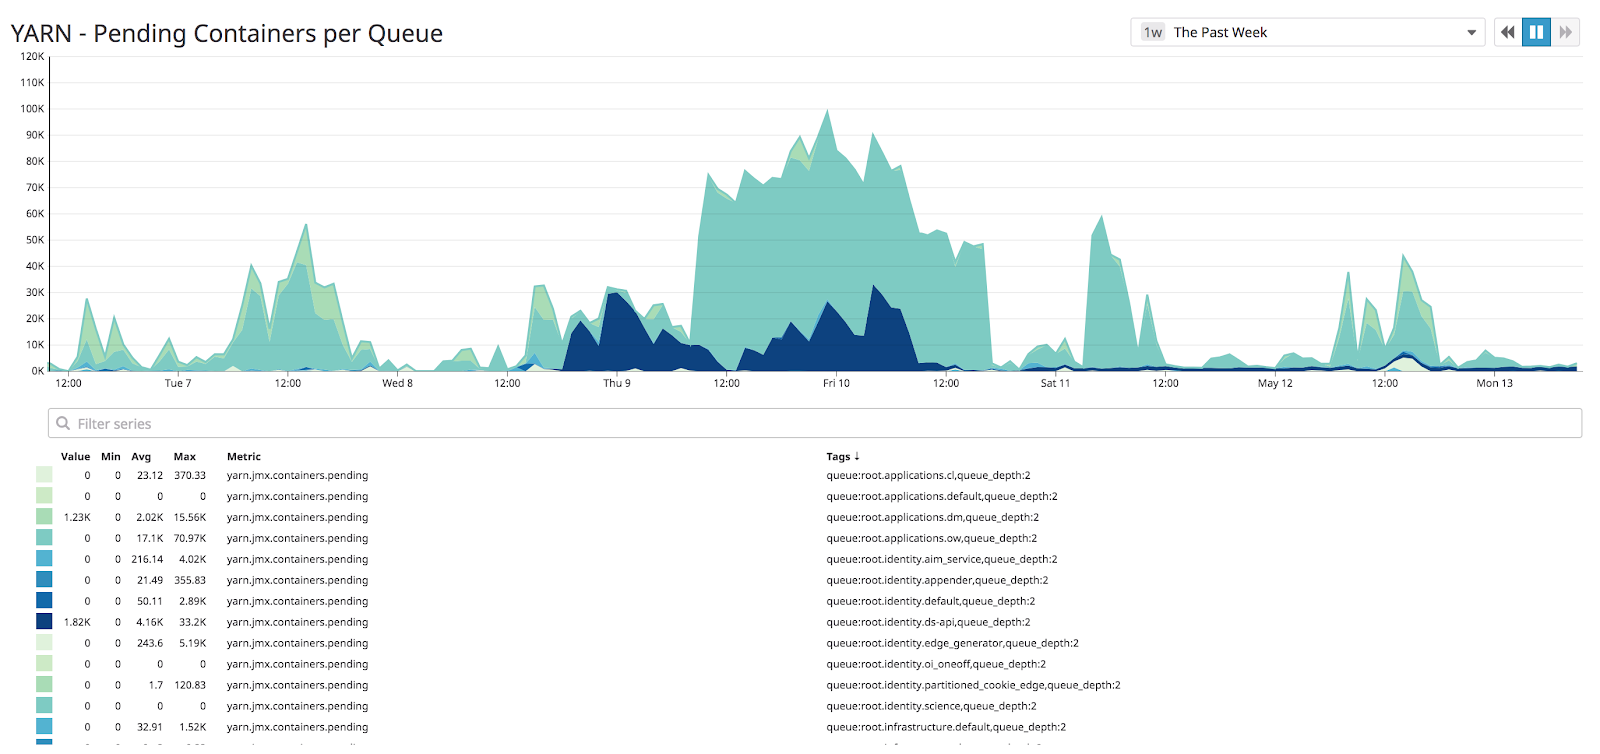 YARN - Pending Containers per Queue
1w The Past Week
120K
110K
100K
90K
80K
70K
60K
50K
40K
30K
20K
10K
0K
12:00 Tue 7 12:00 Wed 8 12:00 Thu 9 12:00 Fri 10 12:00 Sat 11 12:00 May 12 12:00 Mon 13
Filter series
Value Min Avg Max Metric Tags ↓
0 0 23.12 370.33 yarn.jmx.containers.pending queue:root.applications.cl,queue_depth:2
0 0 0 0 yarn.jmx.containers.pending queue:root.applications.default,queue_depth:2
1.23K 0 2.02K 15.56K yarn.jmx.containers.pending queue:root.applications.dm,queue_depth:2
0 0 17.1K 70.97K yarn.jmx.containers.pending queue:root.applications.ow,queue_depth:2
0 0 216.14 4.02K yarn.jmx.containers.pending queue:root.identity.aim_service,queue_depth:2
0 0 21.49 355.83 yarn.jmx.containers.pending queue:root.identity.appender,queue_depth:2
0 0 50.11 2.89K yarn.jmx.containers.pending queue:root.identity.default,queue_depth:2
1.82K 0 4.16K 33.2K yarn.jmx.containers.pending queue:root.identity.ds-api,queue_depth:2
0 0 243.6 5.19K yarn.jmx.containers.pending queue:root.identity.edge_generator,queue_depth:2
0 0 0 0 yarn.jmx.containers.pending queue:root.identity.oi_oneoff,queue_depth:2
0 0 1.7 120.83 yarn.jmx.containers.pending queue:root.identity.partitioned_cookie_edge,queue_depth:2
0 0 0 0 yarn.jmx.containers.pending queue:root.identity.science,queue_depth:2
0 0 32.91 1.52K yarn.jmx.containers.pending queue:root.infrastructure.default,queue_depth:2